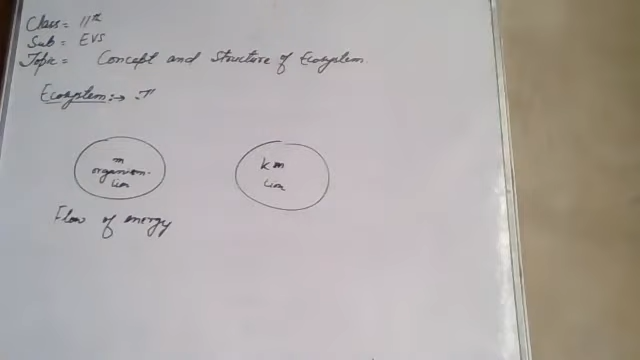 Class = 11th
Sub = EVS
Topic = Concept and Structure of Ecosystem.
Ecosystem :→
m
organism.
km
Flow of energy